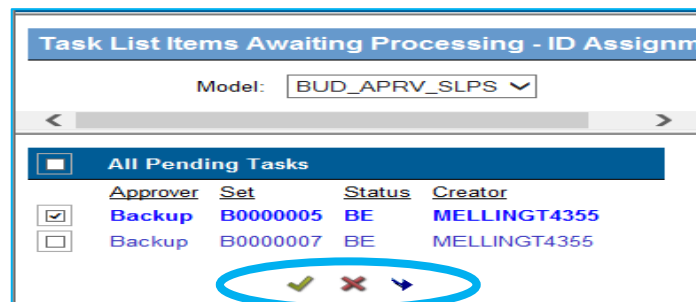 Task List Items Awaiting Processing - ID Assignm
Model: BUD_APRV_SLPS
All Pending Tasks
Approver Set Status Creator
Backup B0000005 BE MELLINGT4355
Backup B0000007 BE MELLINGT4355